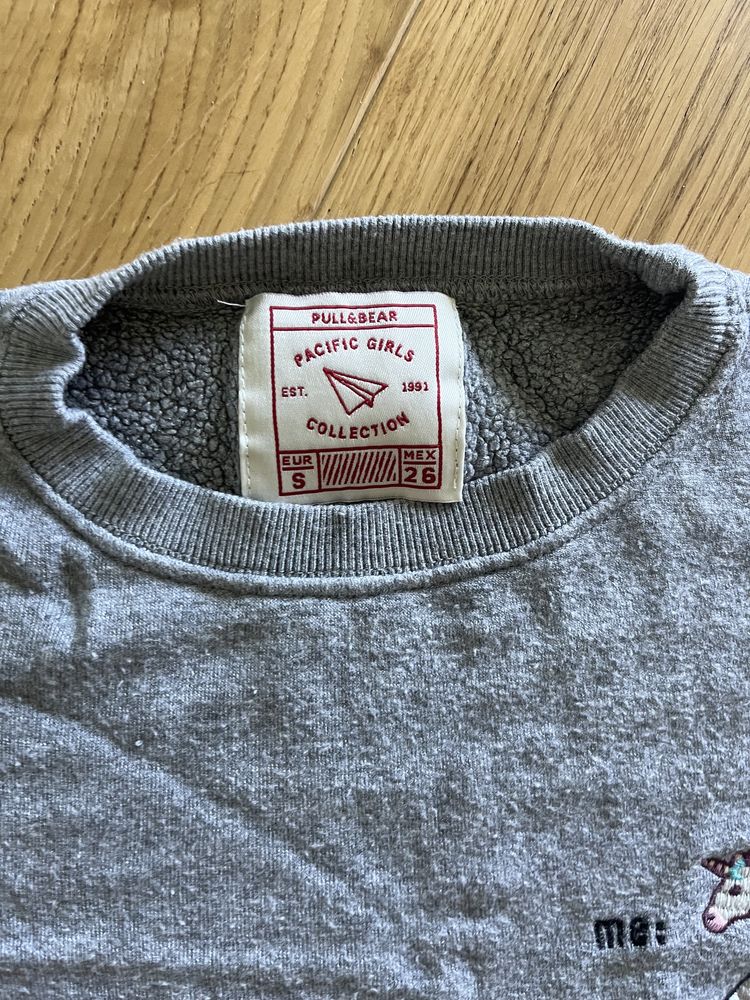 PULL&BEAR
PACIFIC GIRLS
EST. 1991
COLLECTION
EUR MEX
S 26
me: